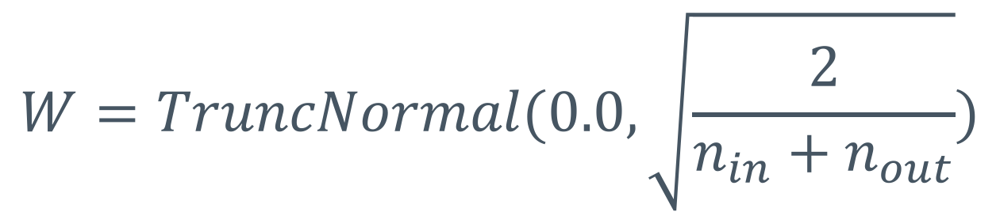 W = TruncNormal(0.0, √(2 / (n_in + n_out)))